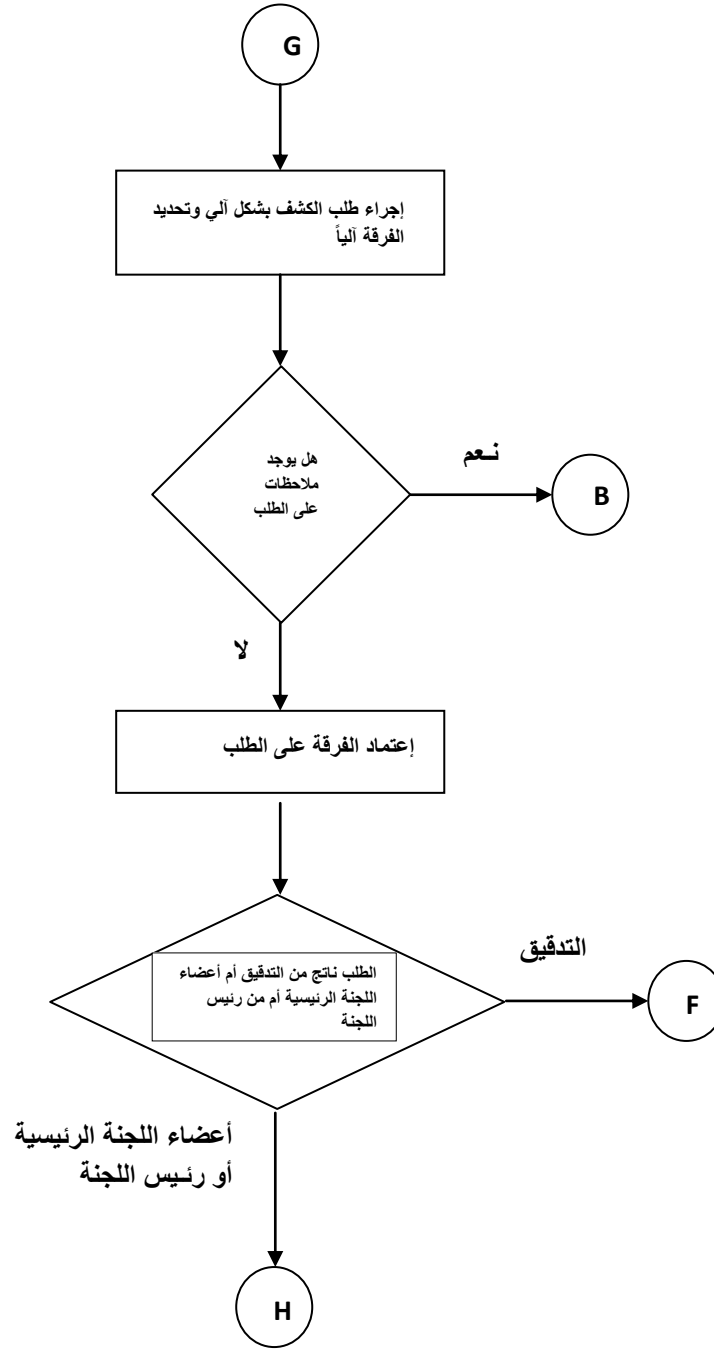 G
إجراء طلب الكشف بشكل آلي وتحديد
الفرقة آلياً
هل يوجد
ملاحظات
على الطلب
نـعم
B
لا
إعتماد الفرقة على الطلب
الطلب ناتج من التدقيق أم أعضاء
اللجنة الرئيسية أم من رئيس
اللجنة
التدقيق
F
أعضاء اللجنة الرئيسية
أو رئـيس اللجنة
H